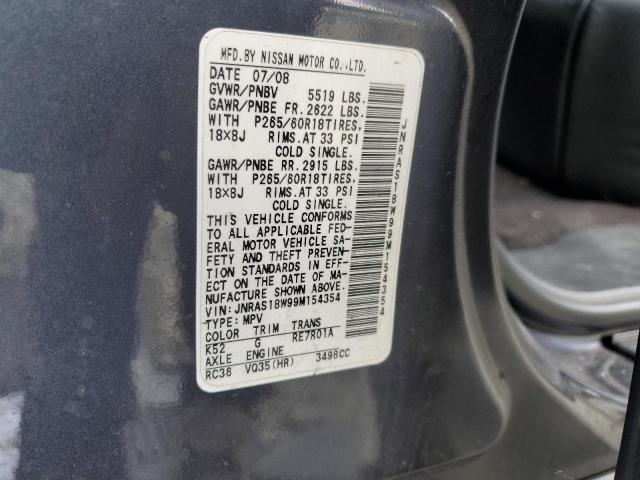 MFD.BY NISSAN MOTOR CO.,LTD.
DATE 07/08
GVWR/PNBV 5519 LBS.
GAWR/PNBE FR.2622 LBS.
WITH P265/60R18TIRES,
18×8J RIMS.AT 33 PSI
COLD SINGLE.
GAWR/PNBE RR.2915 LBS.
WITH P265/60R18TIRES,
18×8J RIMS.AT 33 PSI
COLD SINGLE.
THIS VEHICLE CONFORMS
TO ALL APPLICABLE FED-
ERAL MOTOR VEHICLE SA-
FETY AND THEFT PREVEN-
TION STANDARDS IN EFF-
ECT ON THE DATE OF MA-
NUFACTURE SHOWN ABOVE.
VIN: JNRAS18W99M154354
TYPE: MPV
COLOR TRIM TRANS
K52 G RE7R01A
AXLE ENGINE
RC38 VQ35(HR) 3498CC
JNRAS18W99M154354